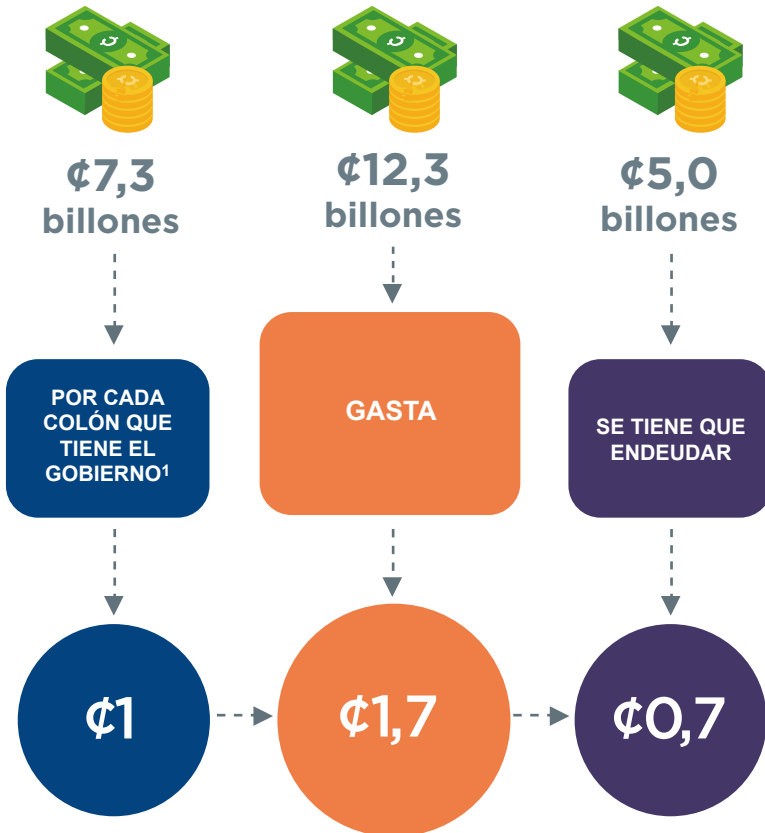 ₡7,3
billones
₡12,3
billones
₡5,0
billones
POR CADA
COLÓN QUE
TIENE EL
GOBIERNO¹
GASTA
SE TIENE QUE
ENDEUDAR
₡1
₡1,7
₡0,7